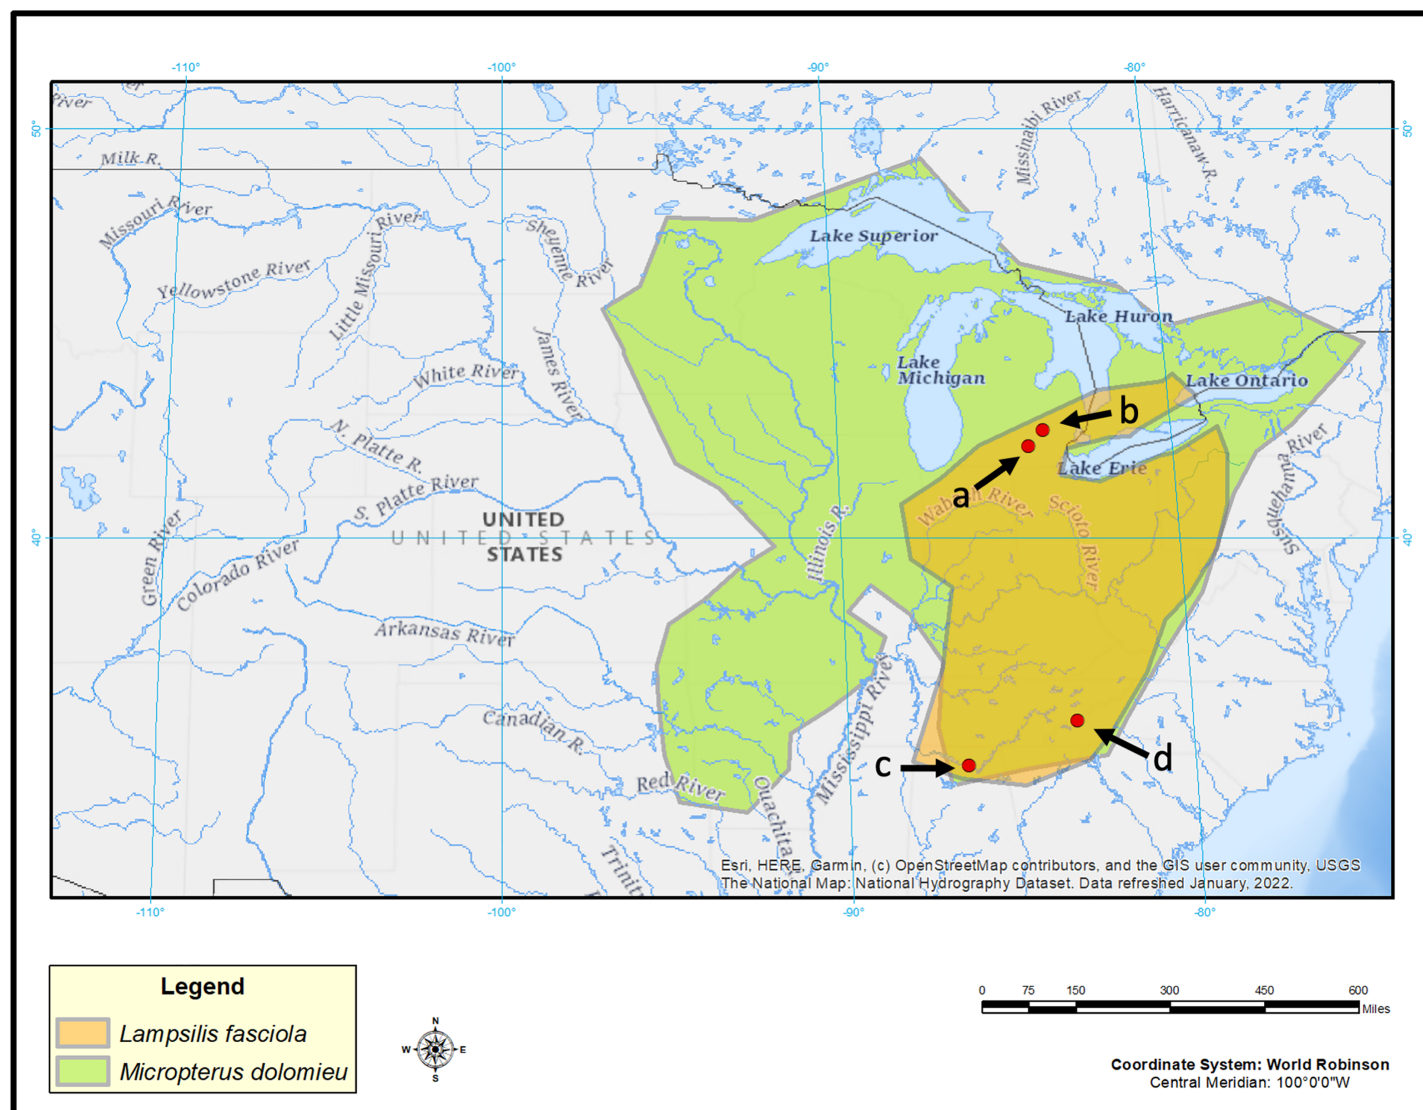 -110° -100° -90° -80°
River
River
50° 50°
Milk R.
Missouri River
Yellowstone River
Little Missouri River
Sheyenne River
James River
White River
N. Platte R.
S. Platte River
Green River
Colorado River
Arkansas River
Canadian R.
Red River
Ouachita
Trinity
Mississippi River
Illinois R.
Missinaibi River
Harricanaw R.
Lake Superior
Lake Huron
Lake
Michigan
Lake Ontario
Lake Erie
Susquehanna River
Wabash River
Scioto River
UNITED
UNITED STATES
STATES
40° 40°
a
b
c
d
Esri, HERE, Garmin, (c) OpenStreetMap contributors, and the GIS user community, USGS
The National Map: National Hydrography Dataset. Data refreshed January, 2022.
-110° -100° -90° -80°
Legend
Lampsilis fasciola
Micropterus dolomieu
N
W E
S
0 75 150 300 450 600
Miles
Coordinate System: World Robinson
Central Meridian: 100°0'0"W